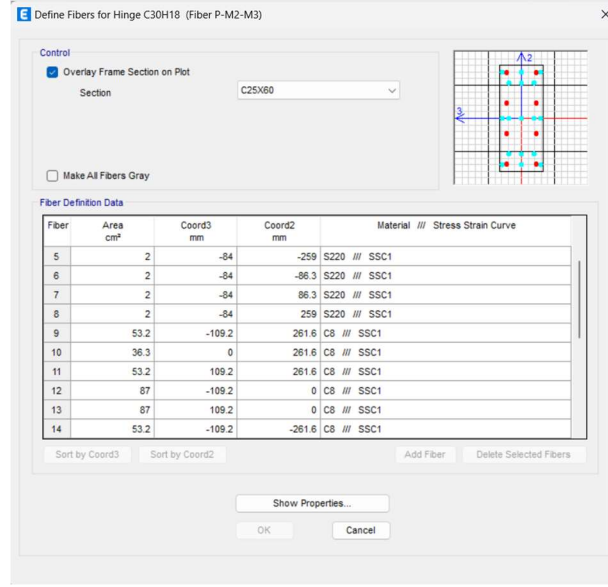 E Define Fibers for Hinge C30H18 (Fiber P-M2-M3) X
Control
Overlay Frame Section on Plot
Section C25X60
Make All Fibers Gray
2
3
Fiber Definition Data
Fiber Area cm² Coord3 mm Coord2 mm Material /// Stress Strain Curve
5 2 -84 -259 S220 /// SSC1
6 2 -84 -86.3 S220 /// SSC1
7 2 -84 86.3 S220 /// SSC1
8 2 -84 259 S220 /// SSC1
9 53.2 -109.2 261.6 C8 /// SSC1
10 36.3 0 261.6 C8 /// SSC1
11 53.2 109.2 261.6 C8 /// SSC1
12 87 -109.2 0 C8 /// SSC1
13 87 109.2 0 C8 /// SSC1
14 53.2 -109.2 -261.6 C8 /// SSC1
Sort by Coord3 Sort by Coord2 Add Fiber Delete Selected Fibers
Show Properties...
OK Cancel